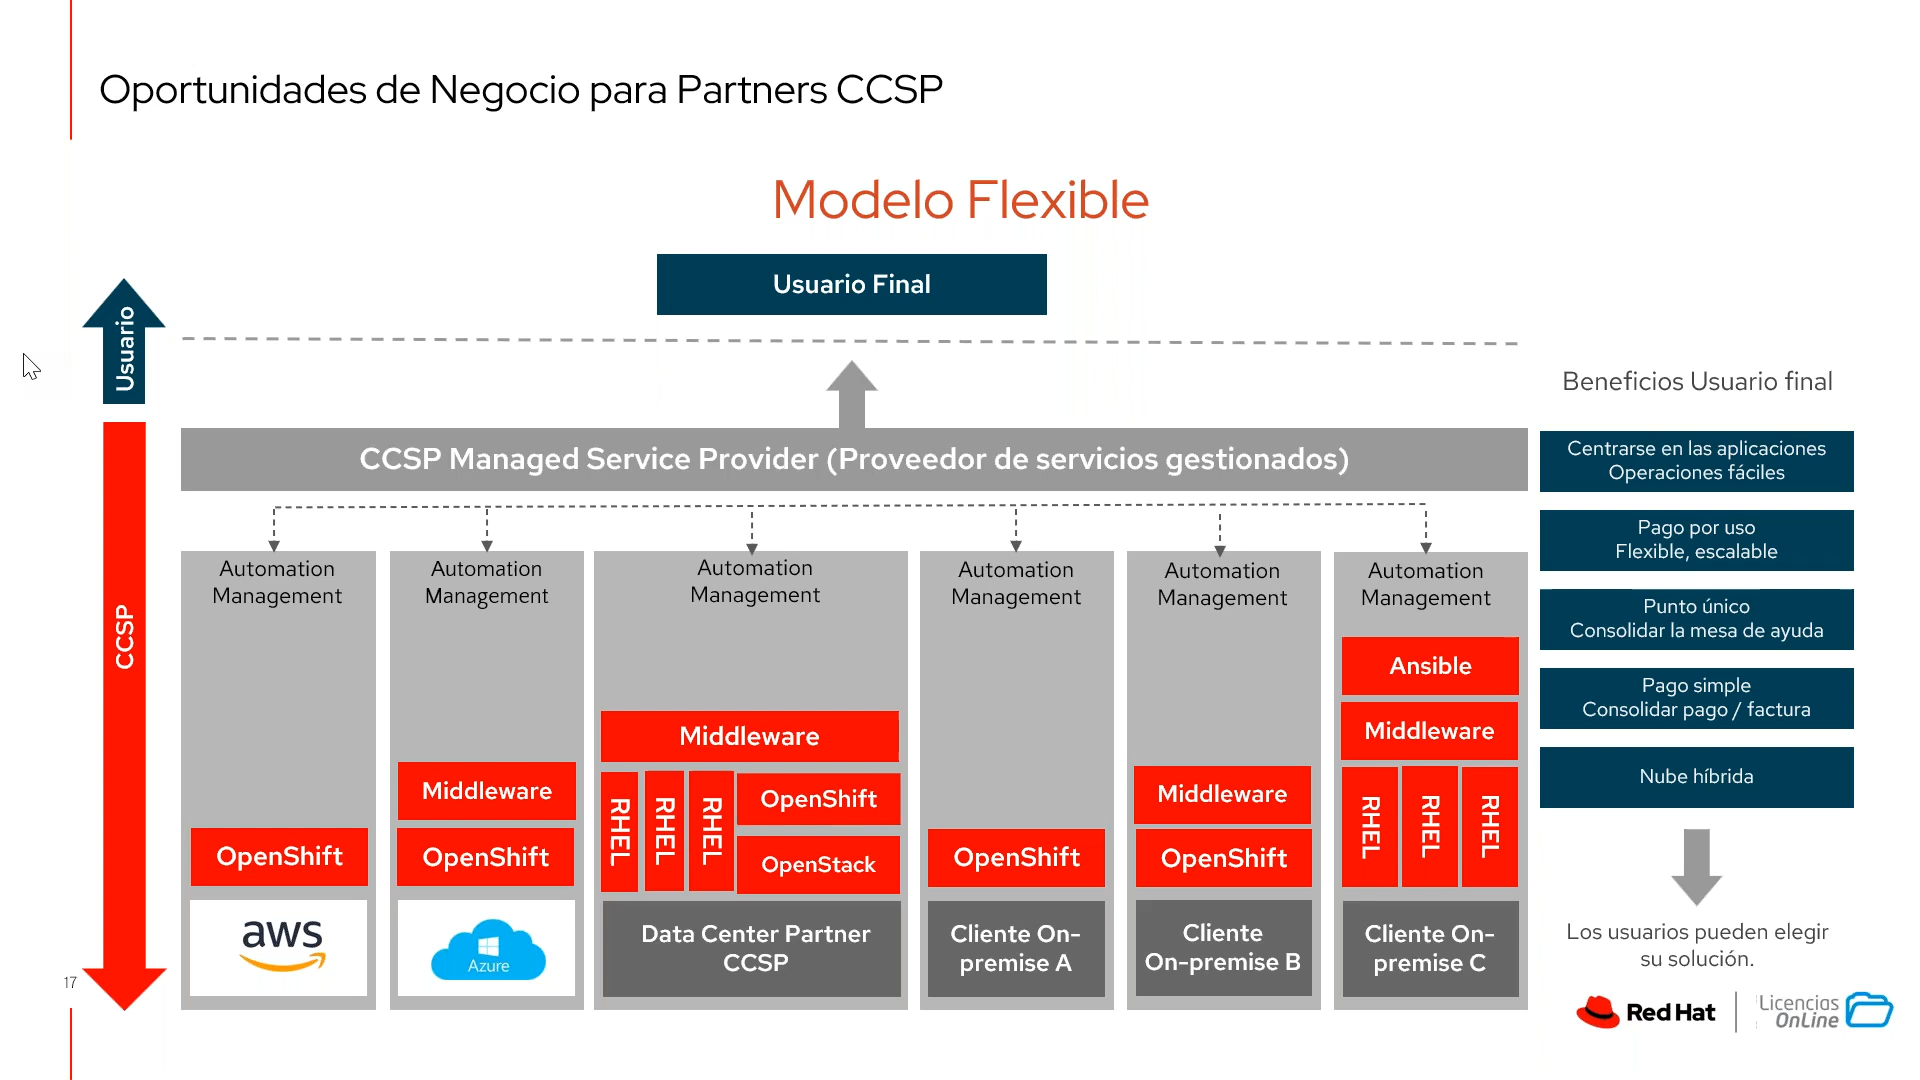 Oportunidades de Negocio para Partners CCSP
Modelo Flexible
Usuario Final
Usuario
CCSP
CCSP Managed Service Provider (Proveedor de servicios gestionados)
Automation
Management
OpenShift
aws
Automation
Management
Middleware
OpenShift
Azure
Automation
Management
Middleware
RHEL
RHEL
RHEL
OpenShift
OpenStack
Data Center Partner
CCSP
Automation
Management
OpenShift
Cliente On-
premise A
Automation
Management
Middleware
OpenShift
Cliente
On-premise B
Automation
Management
Ansible
Middleware
RHEL
RHEL
RHEL
Cliente On-
premise C
Beneficios Usuario final
Centrarse en las aplicaciones
Operaciones fáciles
Pago por uso
Flexible, escalable
Punto único
Consolidar la mesa de ayuda
Pago simple
Consolidar pago / factura
Nube híbrida
Los usuarios pueden elegir
su solución.
17
Red Hat
Licencias
OnLine